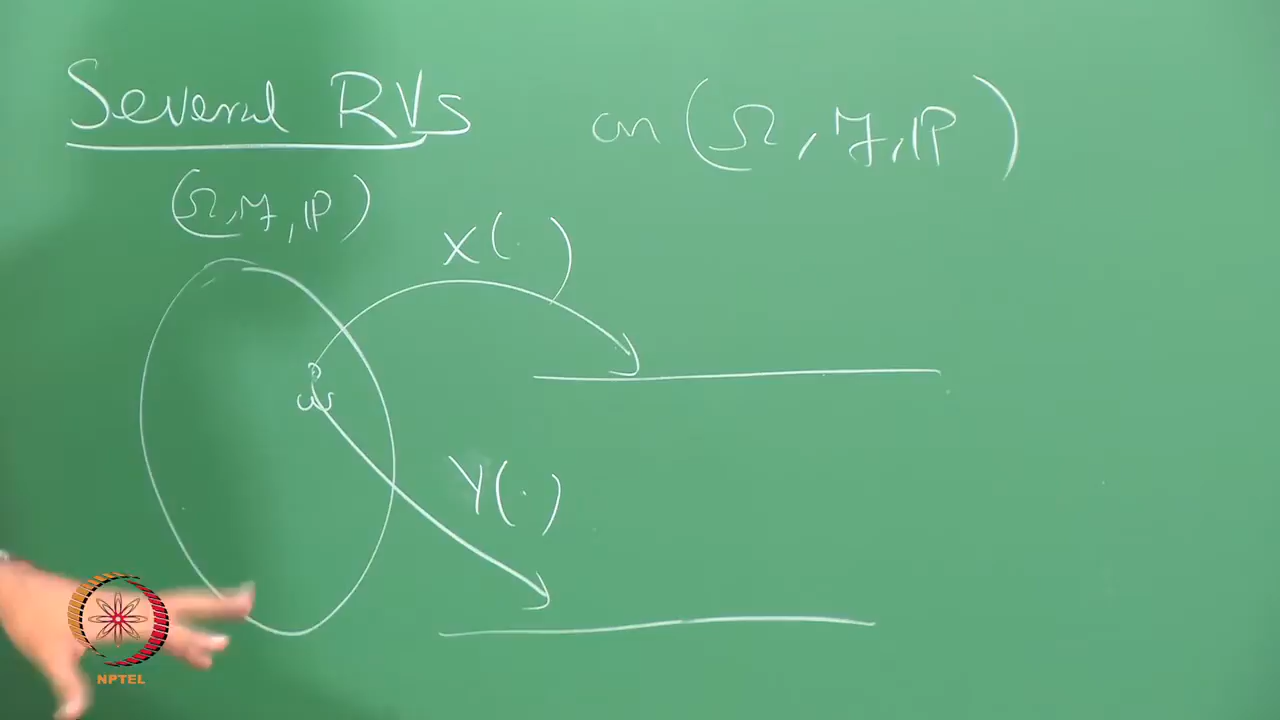 Several RVs on (Ω, ℱ, ℙ)
(Ω, ℱ, ℙ)
X(·)
ω
Y(·)
NPTEL